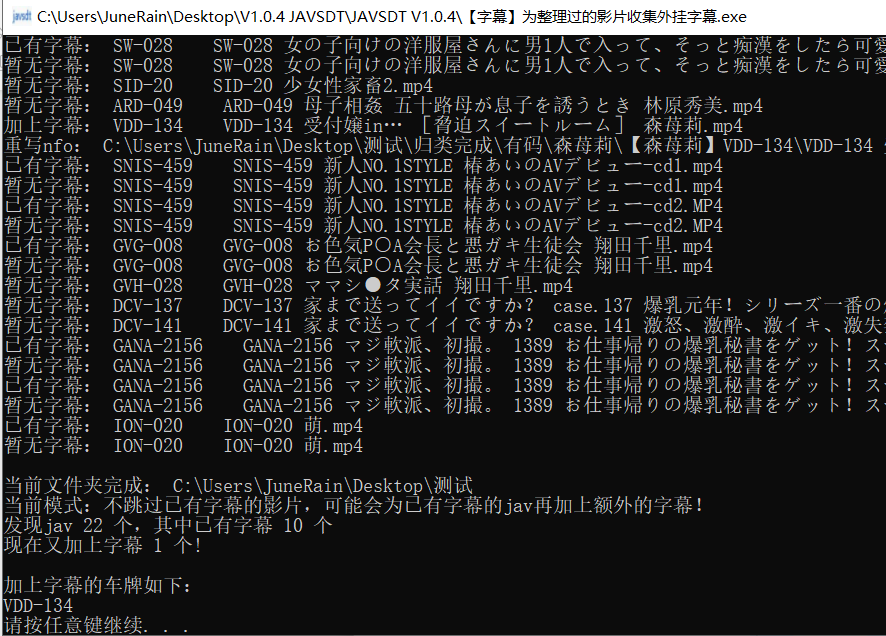 javsdt C:\Users\JuneRain\Desktop\V1.0.4 JAVSDT\JAVSDT V1.0.4\【字幕】为整理过的影片收集外挂字幕.exe
已有字幕： SW-028 SW-028 女の子向けの洋服屋さんに男1人で入って、そっと痴漢をしたら可愛
暂无字幕： SW-028 SW-028 女の子向けの洋服屋さんに男1人で入って、そっと痴漢をしたら可愛
暂无字幕： SID-20 SID-20 少女性家畜2.mp4
暂无字幕： ARD-049 ARD-049 母子相姦 五十路母が息子を誘うとき 林原秀美.mp4
加上字幕： VDD-134 VDD-134 受付嬢in… ［脅迫スイートルーム］ 森苺莉.mp4
重写nfo： C:\Users\JuneRain\Desktop\测试\归类完成\有码\森苺莉\【森苺莉】VDD-134\VDD-134
已有字幕： SNIS-459 SNIS-459 新人NO.1STYLE 椿あいのAVデビュー-cd1.mp4
暂无字幕： SNIS-459 SNIS-459 新人NO.1STYLE 椿あいのAVデビュー-cd1.mp4
已有字幕： SNIS-459 SNIS-459 新人NO.1STYLE 椿あいのAVデビュー-cd2.MP4
暂无字幕： SNIS-459 SNIS-459 新人NO.1STYLE 椿あいのAVデビュー-cd2.MP4
已有字幕： GVG-008 GVG-008 お色気P〇A会長と悪ガキ生徒会 翔田千里.mp4
暂无字幕： GVG-008 GVG-008 お色気P〇A会長と悪ガキ生徒会 翔田千里.mp4
暂无字幕： GVH-028 GVH-028 ママシ●タ実話 翔田千里.mp4
暂无字幕： DCV-137 DCV-137 家まで送ってイイですか？ case.137 爆乳元年！シリーズ一番の
暂无字幕： DCV-141 DCV-141 家まで送ってイイですか？ case.141 激怒、激酔、激イキ、激失
已有字幕： GANA-2156 GANA-2156 マジ軟派、初撮。 1389 お仕事帰りの爆乳秘書をゲット！ス
暂无字幕： GANA-2156 GANA-2156 マジ軟派、初撮。 1389 お仕事帰りの爆乳秘書をゲット！ス
已有字幕： GANA-2156 GANA-2156 マジ軟派、初撮。 1389 お仕事帰りの爆乳秘書をゲット！ス
暂无字幕： GANA-2156 GANA-2156 マジ軟派、初撮。 1389 お仕事帰りの爆乳秘書をゲット！ス
已有字幕： ION-020 ION-020 萌.mp4
暂无字幕： ION-020 ION-020 萌.mp4
当前文件夹完成： C:\Users\JuneRain\Desktop\测试
当前模式：不跳过已有字幕的影片，可能会为已有字幕的jav再加上额外的字幕！
发现jav 22 个，其中已有字幕 10 个
现在又加上字幕 1 个!
加上字幕的车牌如下：
VDD-134
请按任意键继续. . .